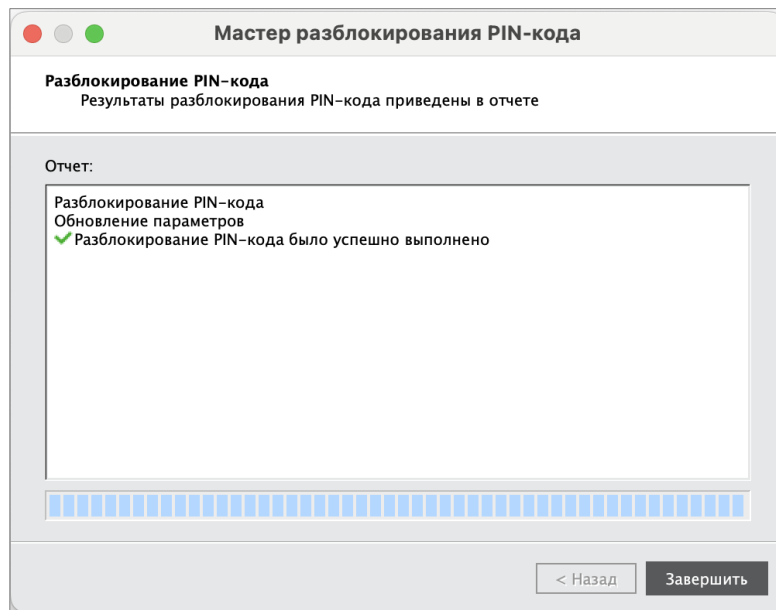 Мастер разблокирования PIN-кода
Разблокирование PIN-кода
Результаты разблокирования PIN-кода приведены в отчете
Отчет:
Разблокирование PIN-кода
Обновление параметров
Разблокирование PIN-кода было успешно выполнено
< Назад
Завершить